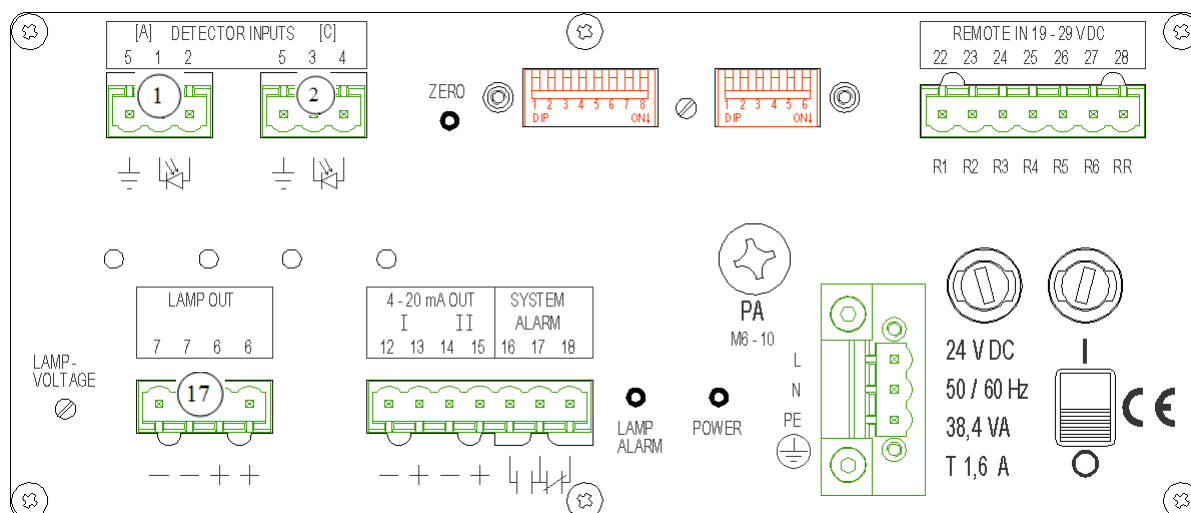 [A] DETECTOR INPUTS [C]
5 1 2 5 3 4
1
2
ZERO
1 2 3 4 5 6 7 8
DIP ON↓
1 2 3 4 5 6
DIP ON↓
REMOTE IN 19 - 29 VDC
22 23 24 25 26 27 28
R1 R2 R3 R4 R5 R6 RR
LAMP OUT
7 7 6 6
17
− − + +
LAMP-
VOLTAGE
4 - 20 mA OUT
I II
12 13 14 15
− + − +
SYSTEM
ALARM
16 17 18
LAMP
ALARM
POWER
PA
M6 - 10
L
N
PE
24 V DC
50 / 60 Hz
38,4 VA
T 1,6 A
I
O
CE